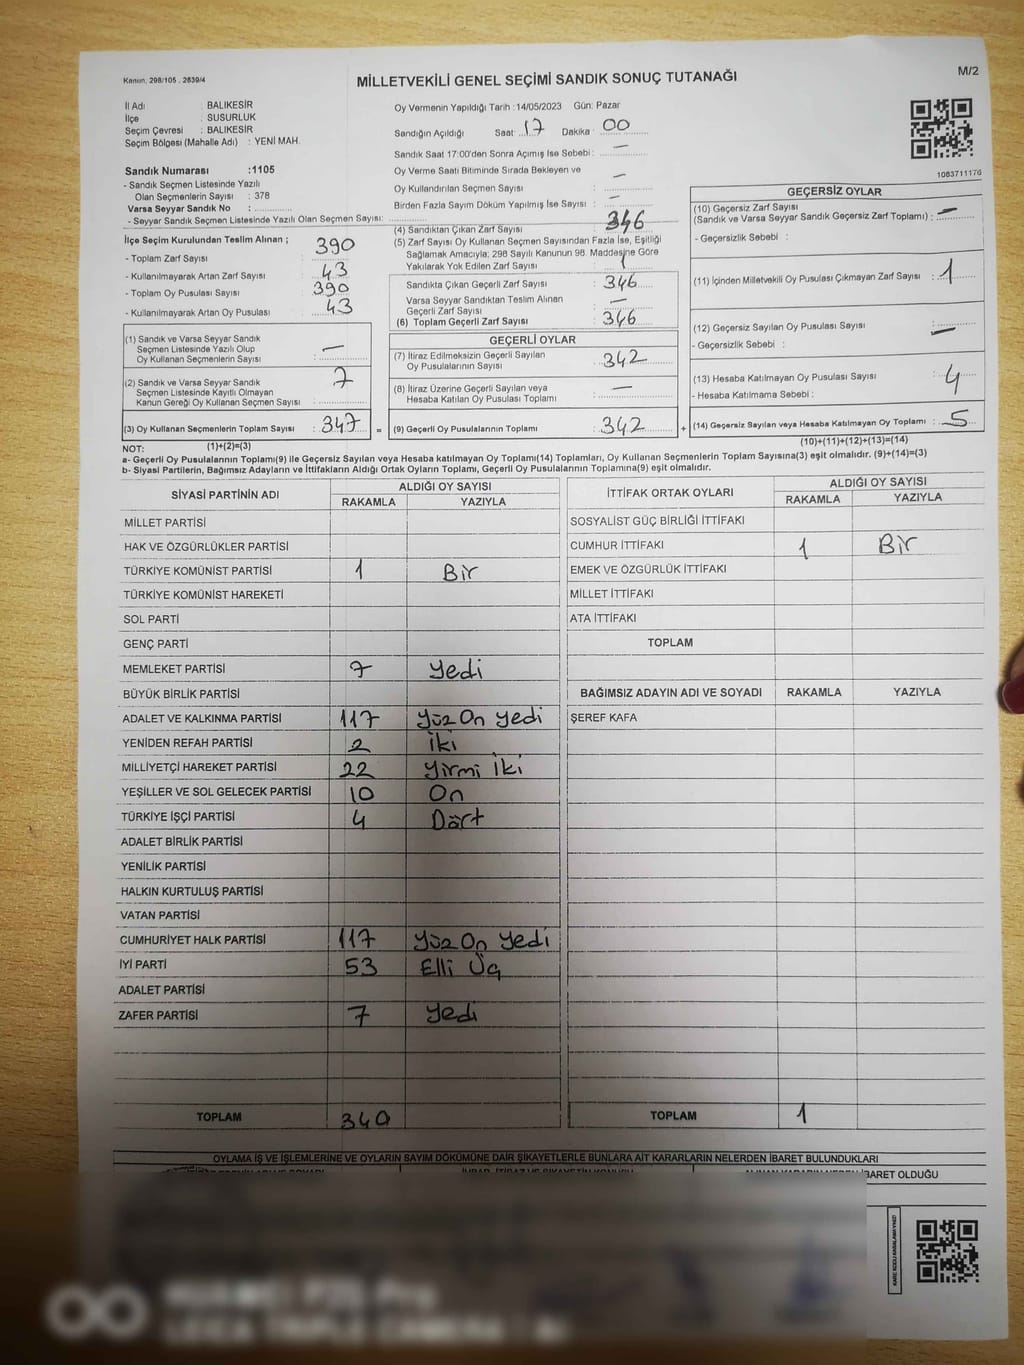 Kanun, 298/105 , 2839/4
MİLLETVEKİLİ GENEL SEÇİMİ SANDIK SONUÇ TUTANAĞI
M/2
İl Adı : BALIKESİR
İlçe : SUSURLUK
Seçim Çevresi : BALIKESİR
Seçim Bölgesi (Mahalle Adı) : YENİ MAH.
Sandık Numarası :1105
- Sandık Seçmen Listesinde Yazılı
Olan Seçmenlerin Sayısı : 378
Varsa Seyyar Sandık No :
- Seyyar Sandık Seçmen Listesinde Yazılı Olan Seçmen Sayısı:
Oy Vermenin Yapıldığı Tarih :14/05/2023 Gün: Pazar
Sandığın Açıldığı Saat 17 Dakika 00
Sandık Saat 17:00'den Sonra Açımış İse Sebebi : —
Oy Verme Saati Bitiminde Sırada Bekleyen ve
Oy Kullandırılan Seçmen Sayısı : —
Birden Fazla Sayım Döküm Yapılmış İse Sayısı : —
1083711176
İlçe Seçim Kurulundan Teslim Alınan ;
- Toplam Zarf Sayısı : 390
- Kullanılmayarak Artan Zarf Sayısı : 43
- Toplam Oy Pusulası Sayısı : 390
- Kullanılmayarak Artan Oy Pusulası : 43
(1) Sandık ve Varsa Seyyar Sandık
Seçmen Listesinde Yazılı Olup
Oy Kullanan Seçmenlerin Sayısı : —
(2) Sandık ve Varsa Seyyar Sandık
Seçmen Listesinde Kayıtlı Olmayan
Kanun Gereği Oy Kullanan Seçmen Sayısı : 7
(3) Oy Kullanan Seçmenlerin Toplam Sayısı : 347 =
(4) Sandıktan Çıkan Zarf Sayısı : 346
(5) Zarf Sayısı Oy Kullanan Seçmen Sayısından Fazla İse, Eşitliği
Sağlamak Amacıyla; 298 Sayılı Kanunun 98. Maddesine Göre
Yakılarak Yok Edilen Zarf Sayısı : 1
Sandıkta Çıkan Geçerli Zarf Sayısı : 346
Varsa Seyyar Sandıktan Teslim Alınan
Geçerli Zarf Sayısı : —
(6) Toplam Geçerli Zarf Sayısı : 346
GEÇERLİ OYLAR
(7) İtiraz Edilmeksizin Geçerli Sayılan
Oy Pusulalarının Sayısı : 342
(8) İtiraz Üzerine Geçerli Sayılan veya
Hesaba Katılan Oy Pusulası Toplamı : —
(9) Geçerli Oy Pusulalarının Toplamı : 342 +
GEÇERSİZ OYLAR
(10) Geçersiz Zarf Sayısı
(Sandık ve Varsa Seyyar Sandık Geçersiz Zarf Toplamı) : —
- Geçersizlik Sebebi :
(11) İçinden Milletvekili Oy Pusulası Çıkmayan Zarf Sayısı : 1
(12) Geçersiz Sayılan Oy Pusulası Sayısı : —
- Geçersizlik Sebebi :
(13) Hesaba Katılmayan Oy Pusulası Sayısı : 4
- Hesaba Katılmama Sebebi :
(14) Geçersiz Sayılan veya Hesaba Katılmayan Oy Toplamı : 5
NOT: (1)+(2)=(3) (10)+(11)+(12)+(13)=(14)
a- Geçerli Oy Pusulalarının Toplamı(9) ile Geçersiz Sayılan veya Hesaba katılmayan Oy Toplamı(14) Toplamları, Oy Kullanan Seçmenlerin Toplam Sayısına(3) eşit olmalıdır. (9)+(14)=(3)
b- Siyasi Partilerin, Bağımsız Adayların ve İttifakların Aldığı Ortak Oyların Toplamı, Geçerli Oy Pusulalarının Toplamına(9) eşit olmalıdır.
SİYASİ PARTİNİN ADI ALDIĞI OY SAYISI
RAKAMLA YAZIYLA
MİLLET PARTİSİ
HAK VE ÖZGÜRLÜKLER PARTİSİ
TÜRKİYE KOMÜNİST PARTİSİ 1 Bir
TÜRKİYE KOMÜNİST HAREKETİ
SOL PARTİ
GENÇ PARTİ
MEMLEKET PARTİSİ 7 Yedi
BÜYÜK BİRLİK PARTİSİ
ADALET VE KALKINMA PARTİSİ 117 Yüz On Yedi
YENİDEN REFAH PARTİSİ 2 İki
MİLLİYETÇİ HAREKET PARTİSİ 22 Yirmi İki
YEŞİLLER VE SOL GELECEK PARTİSİ 10 On
TÜRKİYE İŞÇİ PARTİSİ 4 Dört
ADALET BİRLİK PARTİSİ
YENİLİK PARTİSİ
HALKIN KURTULUŞ PARTİSİ
VATAN PARTİSİ
CUMHURİYET HALK PARTİSİ 117 Yüz On Yedi
İYİ PARTİ 53 Elli Üç
ADALET PARTİSİ
ZAFER PARTİSİ 7 Yedi
TOPLAM 340
İTTİFAK ORTAK OYLARI ALDIĞI OY SAYISI
RAKAMLA YAZIYLA
SOSYALİST GÜÇ BİRLİĞİ İTTİFAKI
CUMHUR İTTİFAKI 1 Bir
EMEK VE ÖZGÜRLÜK İTTİFAKI
MİLLET İTTİFAKI
ATA İTTİFAKI
TOPLAM
BAĞIMSIZ ADAYIN ADI VE SOYADI RAKAMLA YAZIYLA
ŞEREF KAFA
TOPLAM 1
OYLAMA İŞ VE İŞLEMLERİNE VE OYLARIN SAYIM DÖKÜMÜNE DAİR ŞİKAYETLERLE BUNLARA AİT KARARLARIN NELERDEN İBARET BULUNDUKLARI
İBARET OLDUĞU